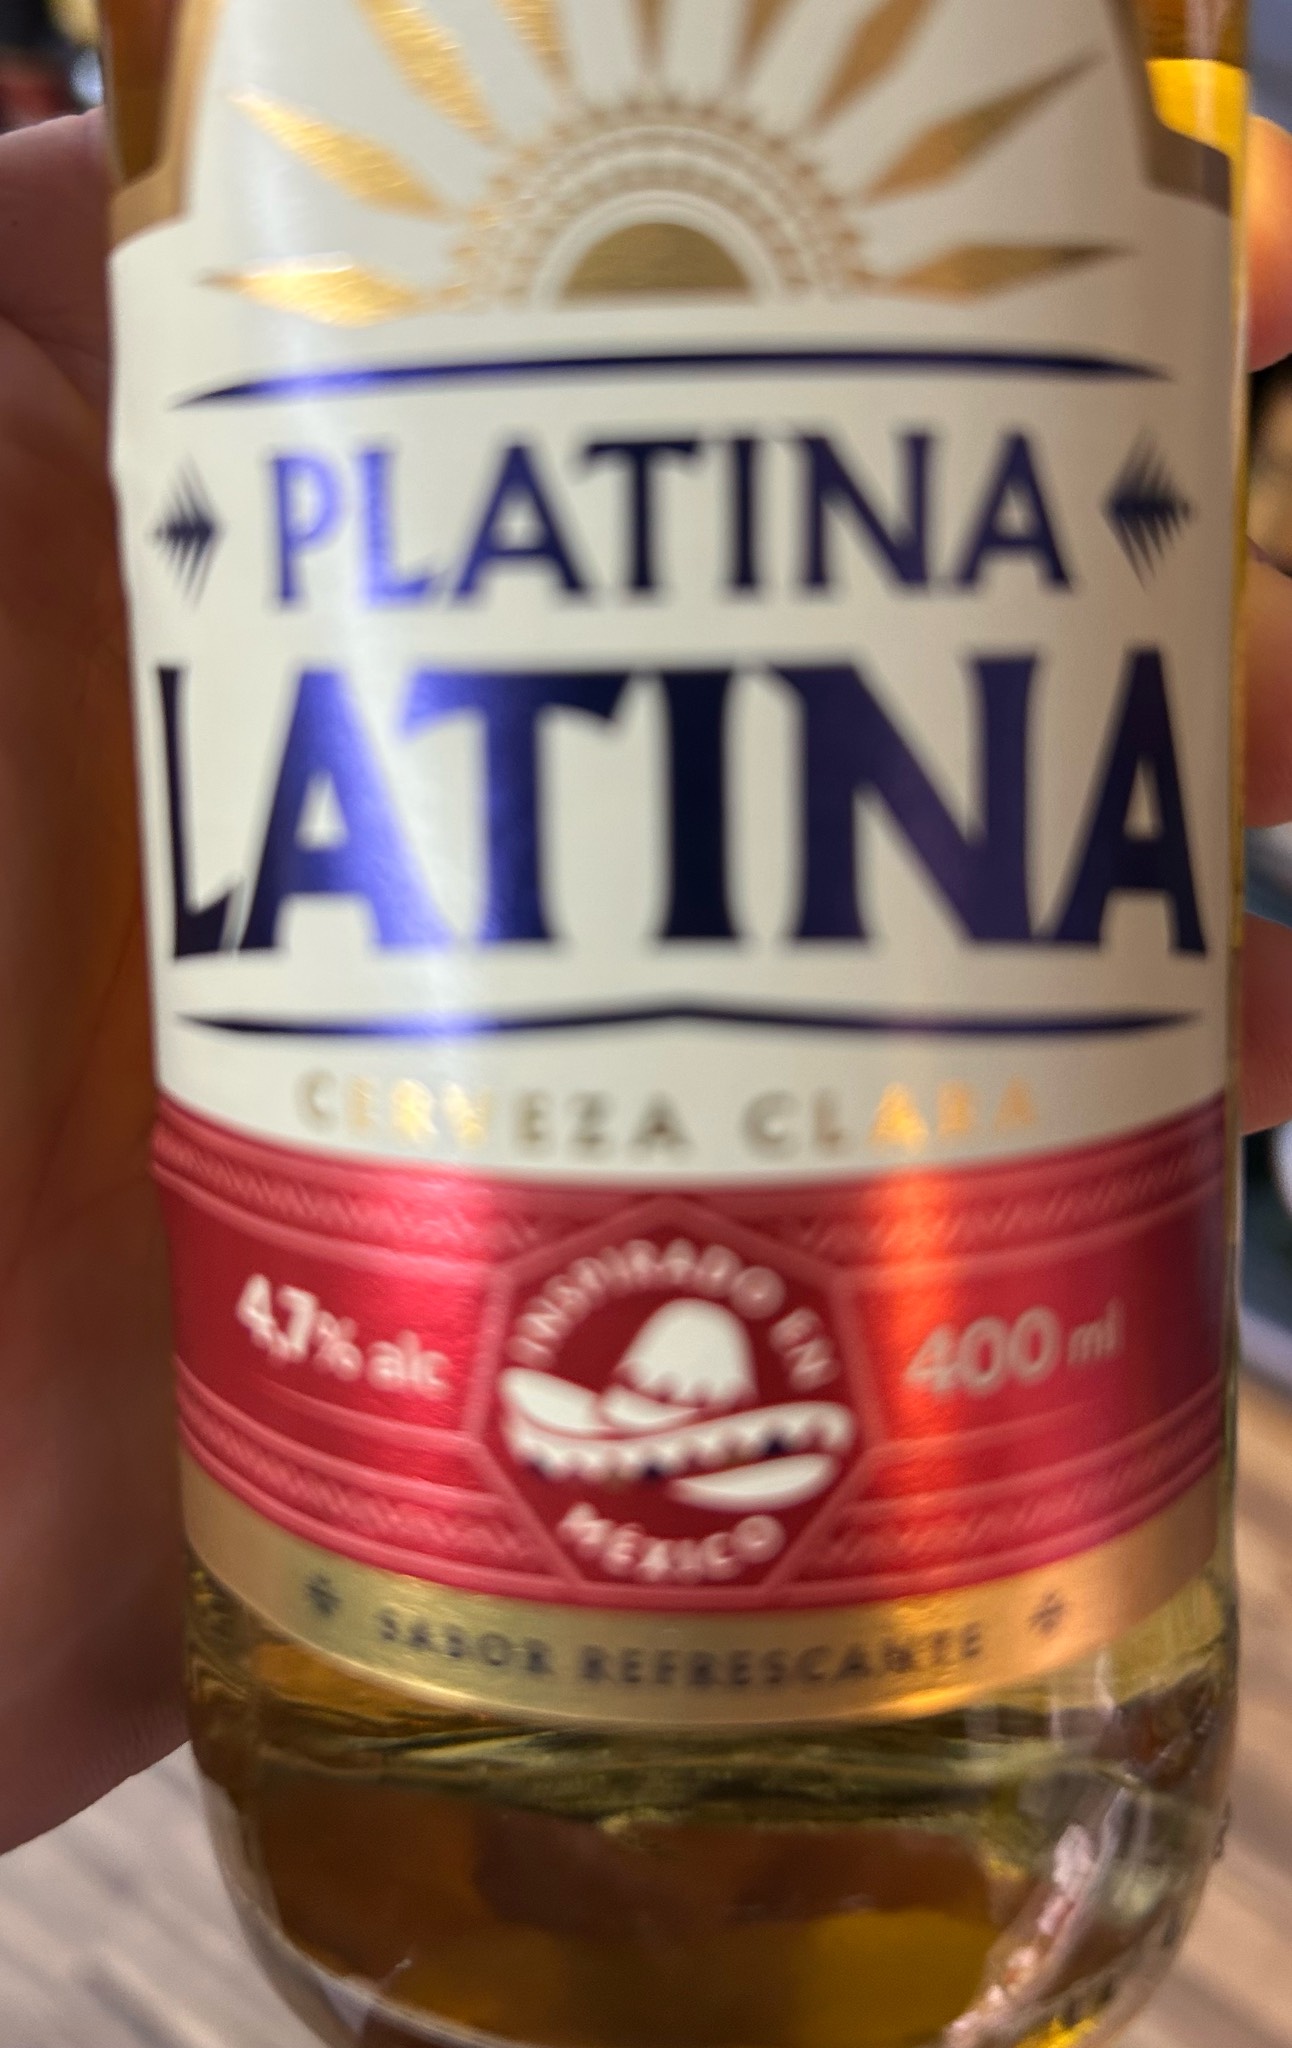 PLATINA
LATINA
CERVEZA CLARA
4,7% alc
INSPIRADO EN
MÉXICO
400 ml
SABOR REFRESCANTE